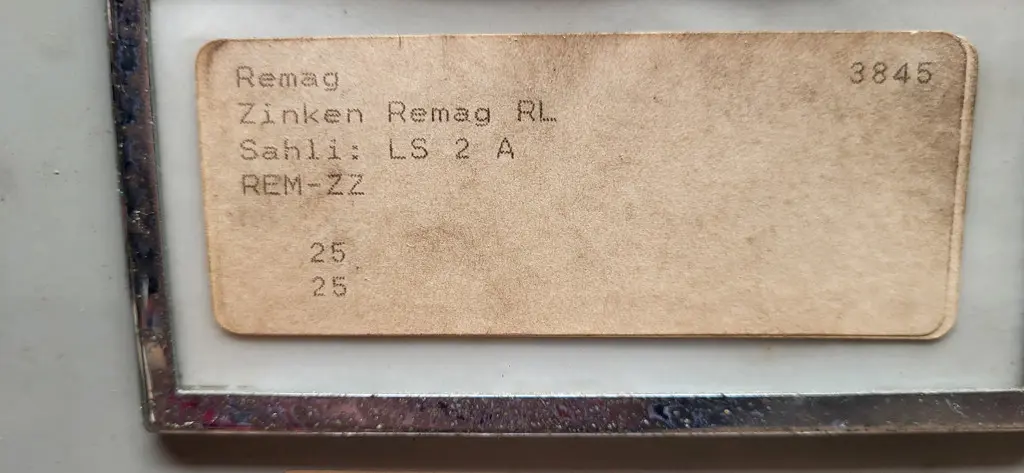 Remag 3845
Zinken Remag RL
Sahli: LS 2 A
REM-ZZ
25
25